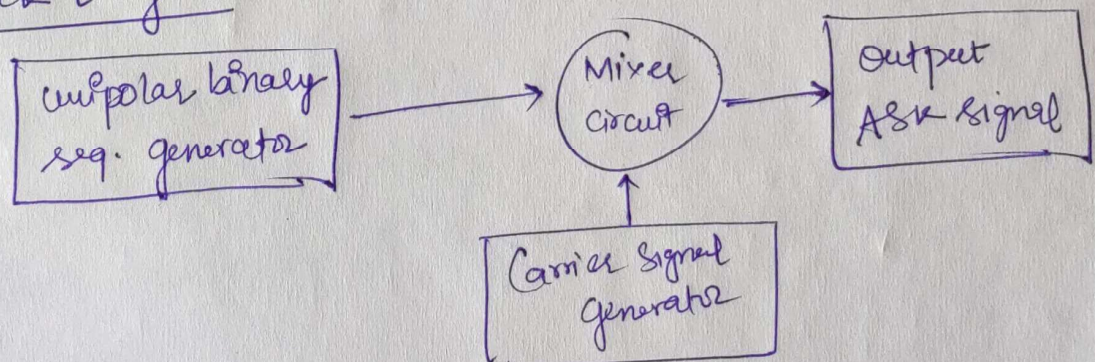 unipolar binary
seq. generator
Mixer
circuit
output
ASK signal
Carrier signal
generator